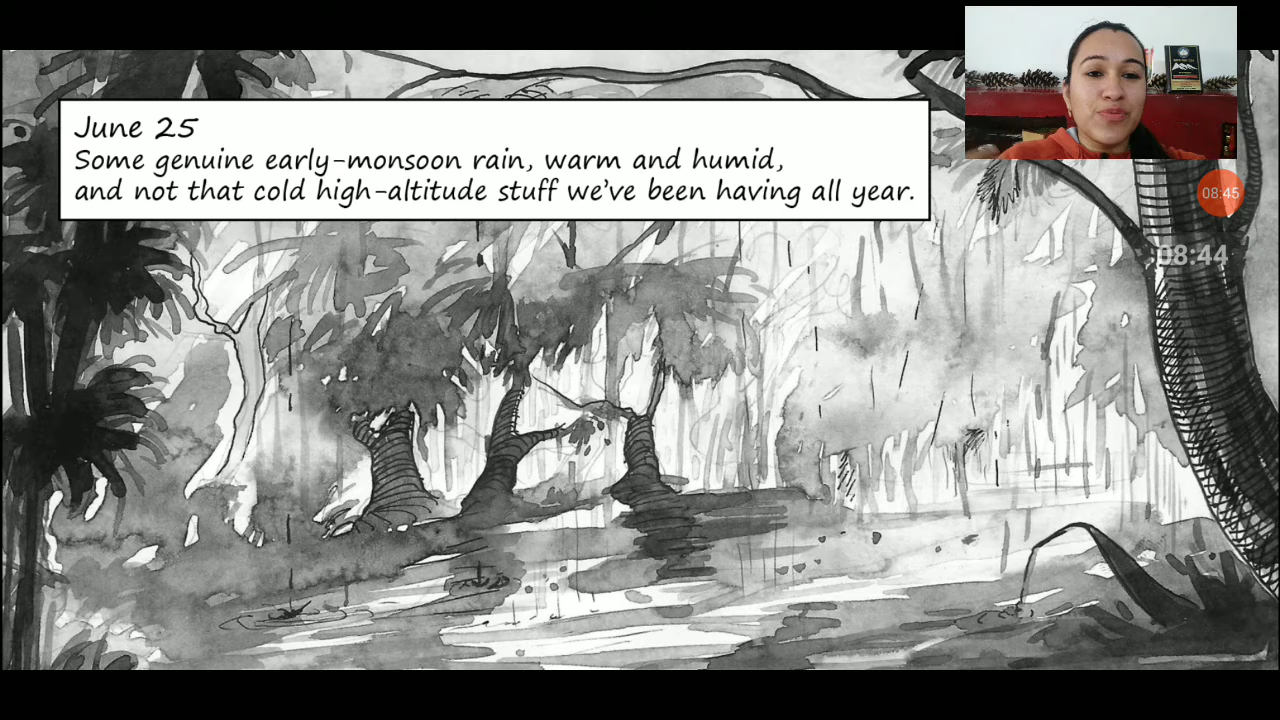 June 25
Some genuine early-monsoon rain, warm and humid,
and not that cold high-altitude stuff we've been having all year.
08:45
08:44